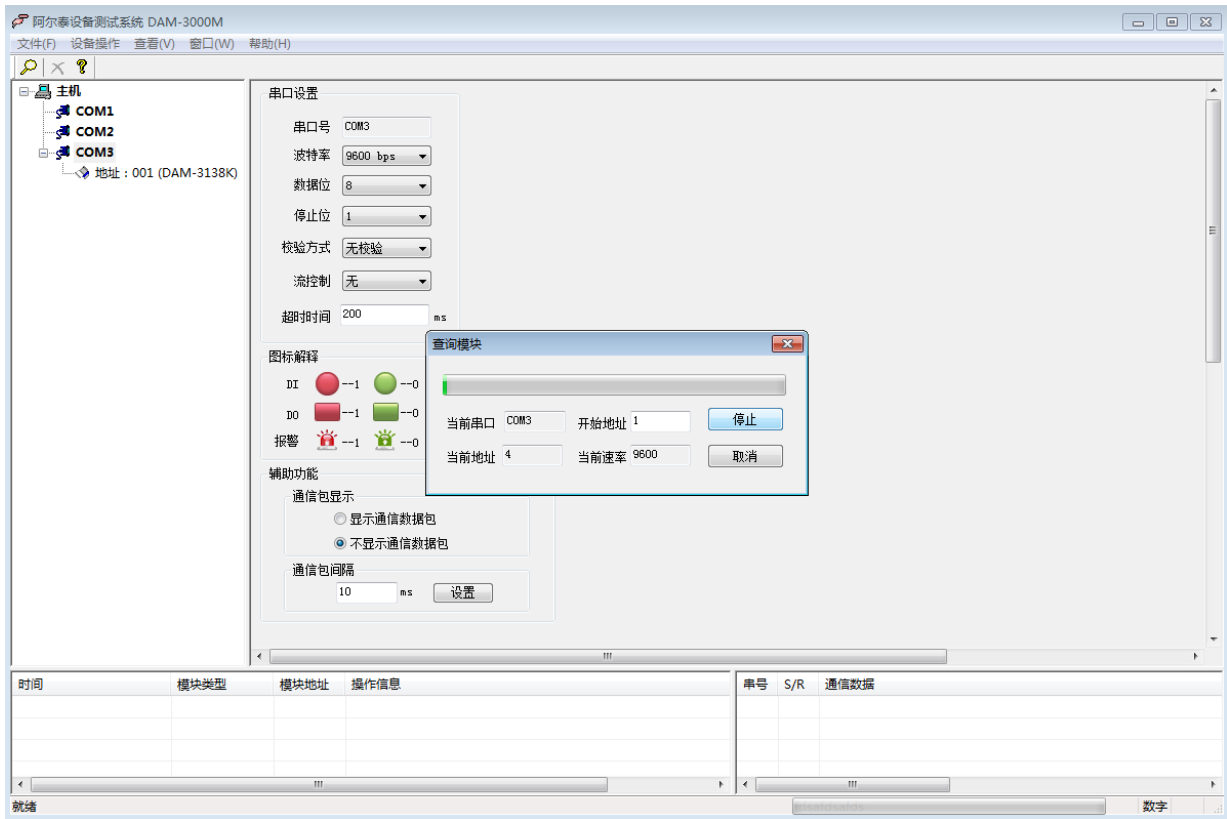 阿尔泰设备测试系统 DAM-3000M
文件(F) 设备操作 查看(V) 窗口(W) 帮助(H)
主机
COM1
COM2
COM3
地址：001 (DAM-3138K)
串口设置
串口号 COM3
波特率 9600 bps
数据位 8
停止位 1
校验方式 无校验
流控制 无
超时时间 200 ms
图标解释
DI --1 --0
DO --1 --0
报警 --1 --0
查询模块
当前串口 COM3 开始地址 1 停止
当前地址 4 当前速率 9600 取消
辅助功能
通信包显示
显示通信数据包
不显示通信数据包
通信包间隔
10 ms 设置
时间 模块类型 模块地址 操作信息
串号 S/R 通信数据
就绪 数字